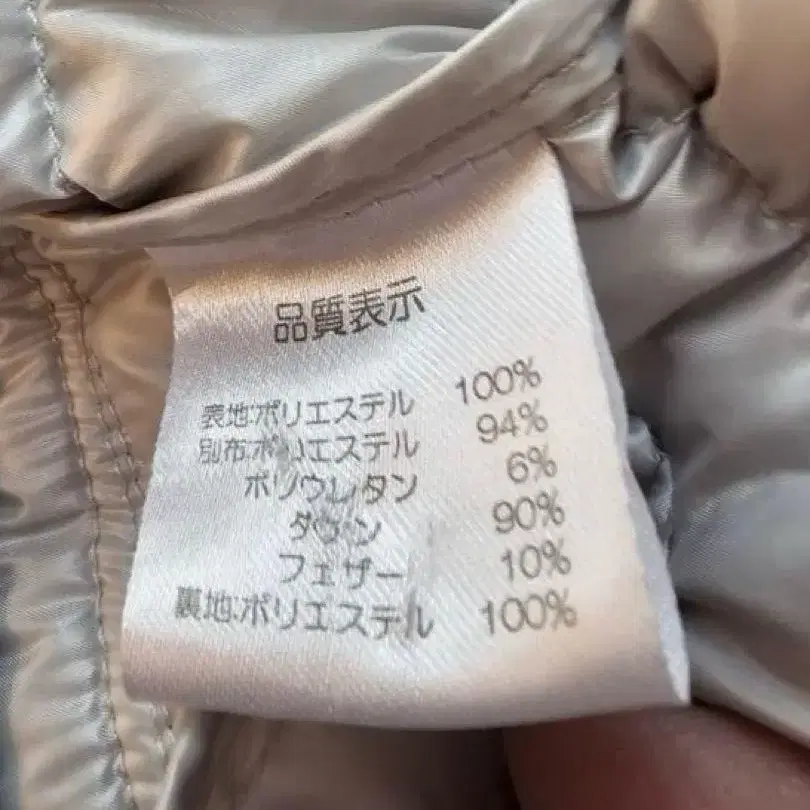 品質表示
表地:ポリエステル 100%
別布:ポリエステル 94%
ポリウレタン 6%
ダウン 90%
フェザー 10%
裏地:ポリエステル 100%